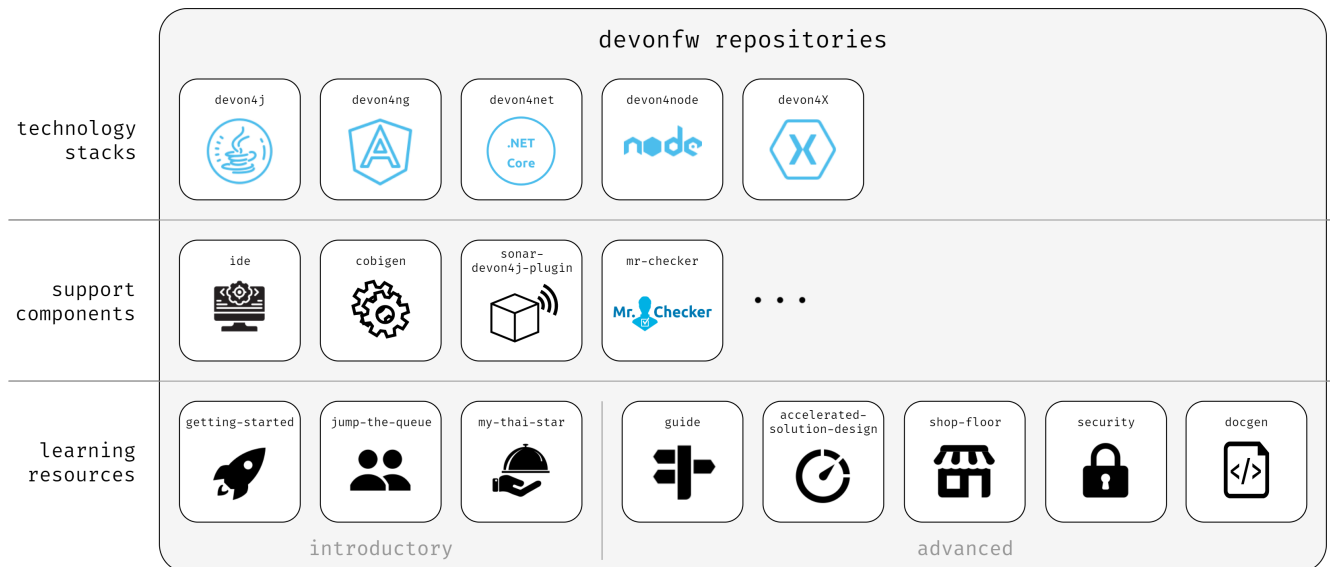 devonfw repositories
technology
stacks
devon4j
devon4ng
devon4net
.NET
Core
devon4node
node
devon4X
X
support
components
ide
cobigen
sonar-
devon4j-plugin
mr-checker
Mr. Checker
...
learning
resources
getting-started
jump-the-queue
my-thai-star
guide
accelerated-
solution-design
shop-floor
security
docgen
</>
introductory
advanced